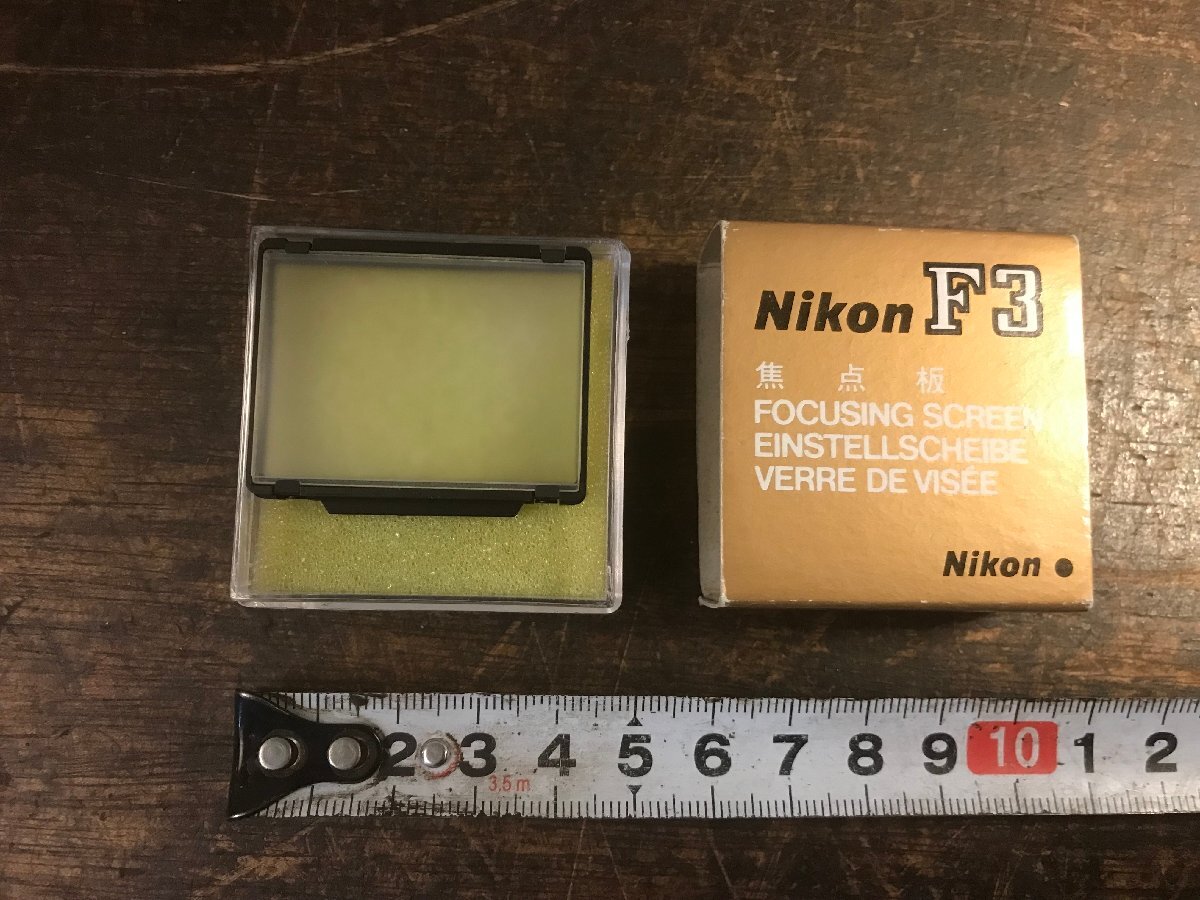 Nikon F3
焦点板
FOCUSING SCREEN
EINSTELLSCHEIBE
VERRE DE VISÉE
Nikon
2 3 4 5 6 7 8 9 10 1 2
3.5m